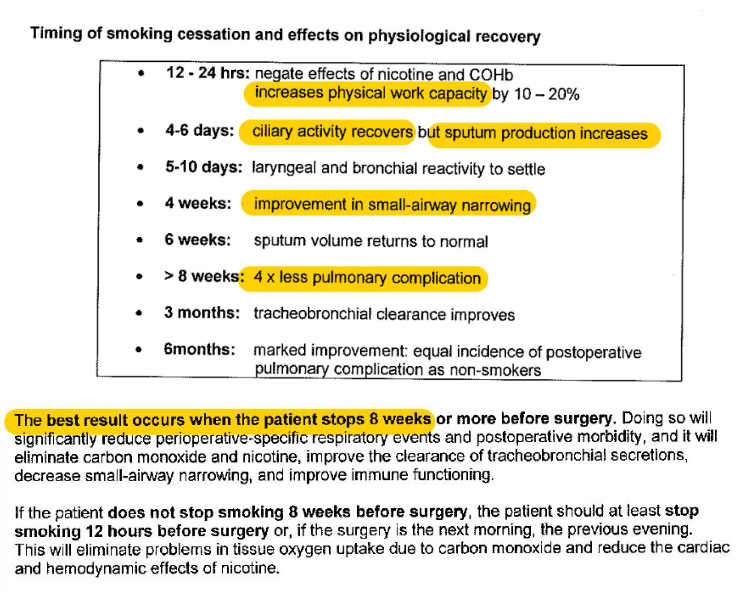 Timing of smoking cessation and effects on physiological recovery
• 12 - 24 hrs: negate effects of nicotine and COHb
increases physical work capacity by 10 – 20%
• 4-6 days: ciliary activity recovers but sputum production increases
• 5-10 days: laryngeal and bronchial reactivity to settle
• 4 weeks: improvement in small-airway narrowing
• 6 weeks: sputum volume returns to normal
• > 8 weeks: 4 x less pulmonary complication
• 3 months: tracheobronchial clearance improves
• 6months: marked improvement: equal incidence of postoperative
pulmonary complication as non-smokers
The best result occurs when the patient stops 8 weeks or more before surgery. Doing so will
significantly reduce perioperative-specific respiratory events and postoperative morbidity, and it will
eliminate carbon monoxide and nicotine, improve the clearance of tracheobronchial secretions,
decrease small-airway narrowing, and improve immune functioning.
If the patient does not stop smoking 8 weeks before surgery, the patient should at least stop
smoking 12 hours before surgery or, if the surgery is the next morning, the previous evening.
This will eliminate problems in tissue oxygen uptake due to carbon monoxide and reduce the cardiac
and hemodynamic effects of nicotine.